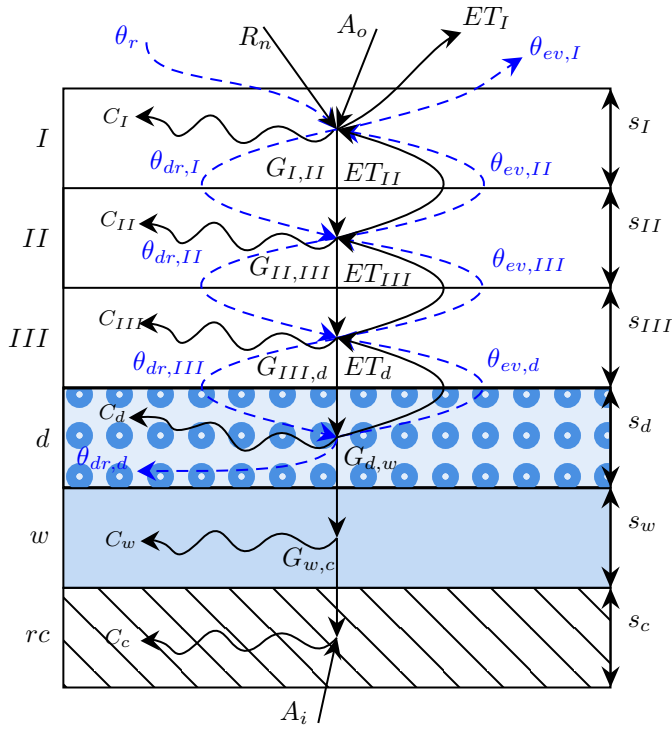 θ_r R_n A_o ET_I θ_{ev,I}
I C_I s_I
θ_{dr,I} G_{I,II} ET_{II} θ_{ev,II}
II C_{II} s_{II}
θ_{dr,II} G_{II,III} ET_{III} θ_{ev,III}
III C_{III} s_{III}
θ_{dr,III} G_{III,d} ET_d θ_{ev,d}
d C_d s_d
θ_{dr,d} G_{d,w}
w C_w s_w
G_{w,c}
rc C_c s_c
A_i